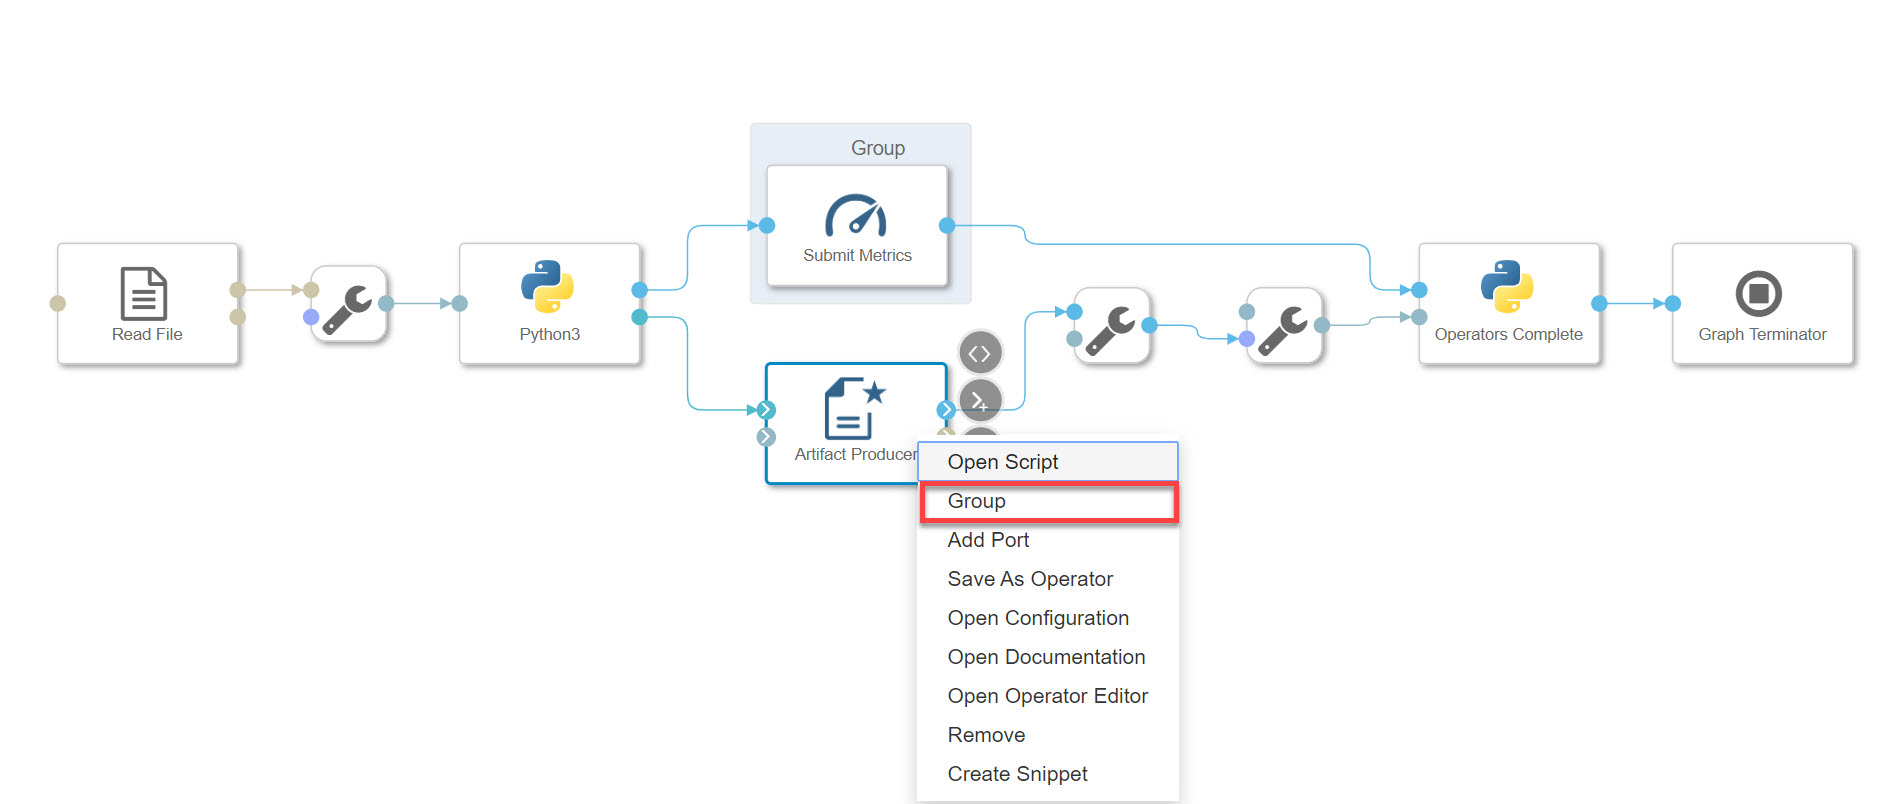 Group
Submit Metrics
Read File
Python3
Operators Complete
Graph Terminator
Artifact Producer
Open Script
Group
Add Port
Save As Operator
Open Configuration
Open Documentation
Open Operator Editor
Remove
Create Snippet